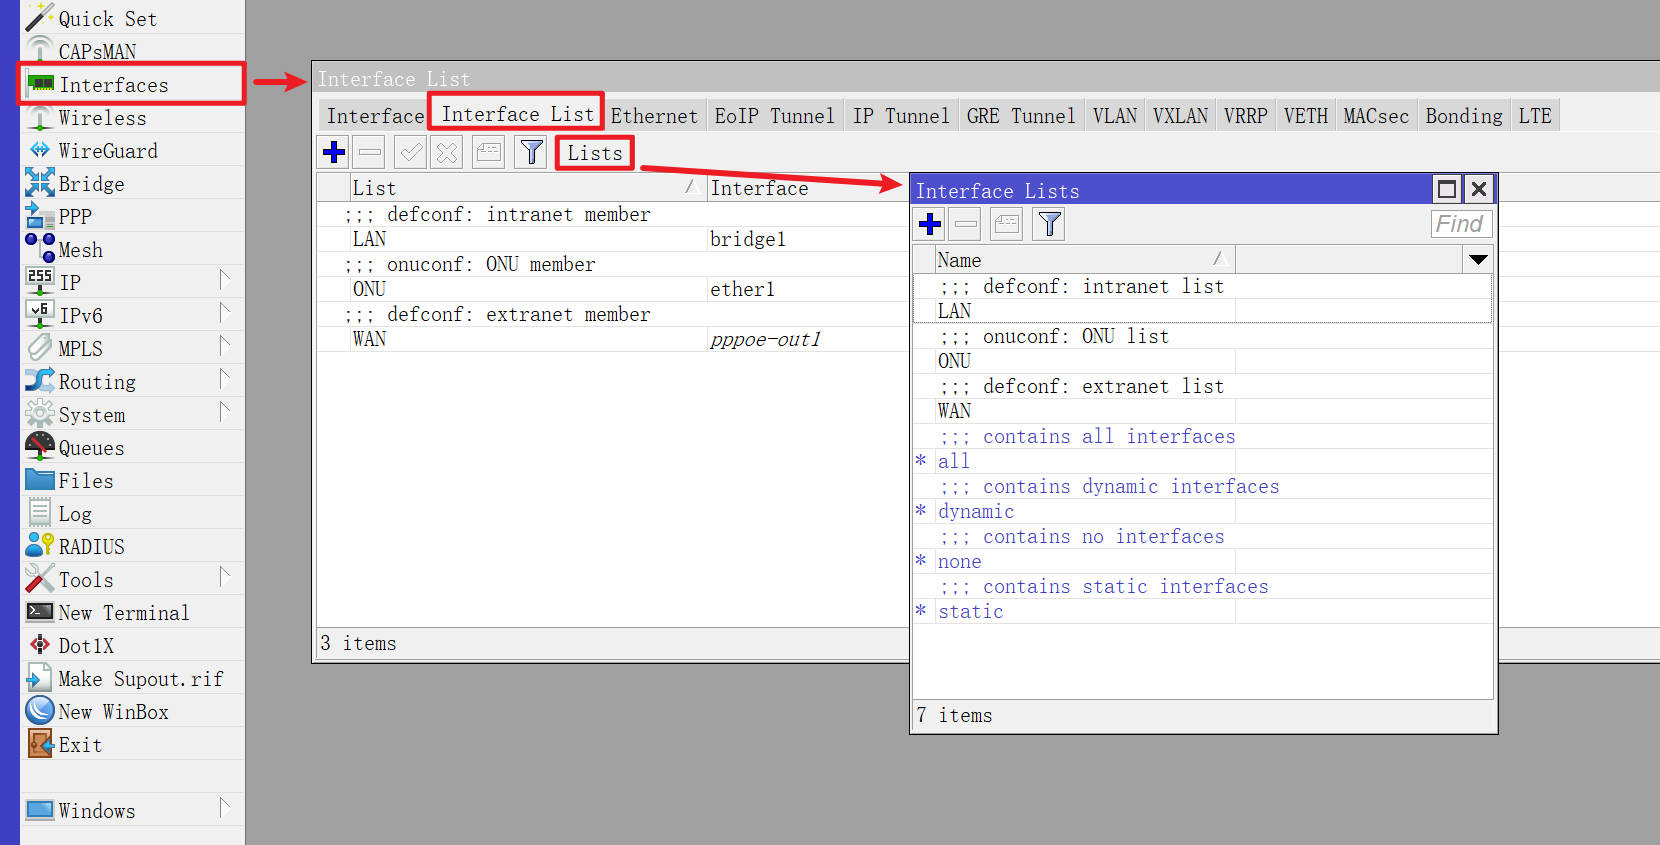 Quick Set
CAPsMAN
Interfaces
Wireless
WireGuard
Bridge
PPP
Mesh
255 IP
v6 IPv6
MPLS
Routing
System
Queues
Files
Log
RADIUS
Tools
New Terminal
Dot1X
Make Supout.rif
New WinBox
Exit
Windows
Interface List
Interface Interface List Ethernet EoIP Tunnel IP Tunnel GRE Tunnel VLAN VXLAN VRRP VETH MACsec Bonding LTE
Lists
List Interface
;;; defconf: intranet member
LAN bridge1
;;; onuconf: ONU member
ONU ether1
;;; defconf: extranet member
WAN pppoe-out1
3 items
Interface Lists
Find
Name
;;; defconf: intranet list
LAN
;;; onuconf: ONU list
ONU
;;; defconf: extranet list
WAN
;;; contains all interfaces
* all
;;; contains dynamic interfaces
* dynamic
;;; contains no interfaces
* none
;;; contains static interfaces
* static
7 items